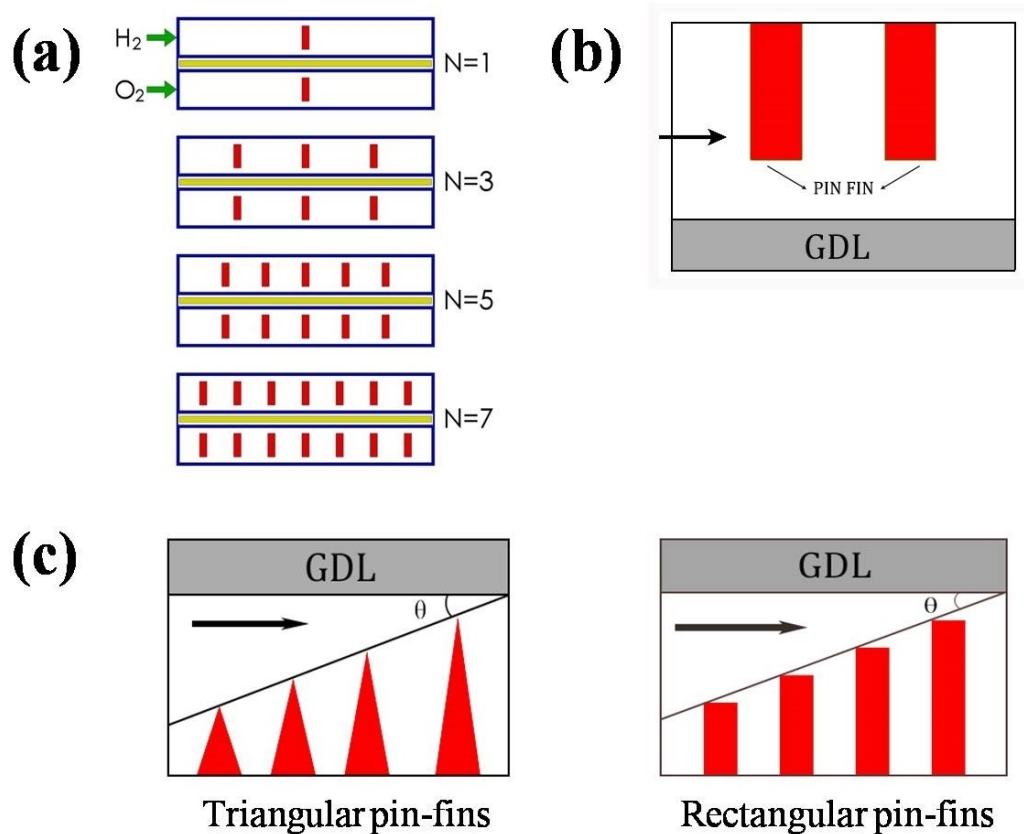 (a)
H₂
O₂
N=1
N=3
N=5
N=7
(b)
PIN FIN
GDL
(c)
GDL
θ
Triangular pin-fins
GDL
θ
Rectangular pin-fins